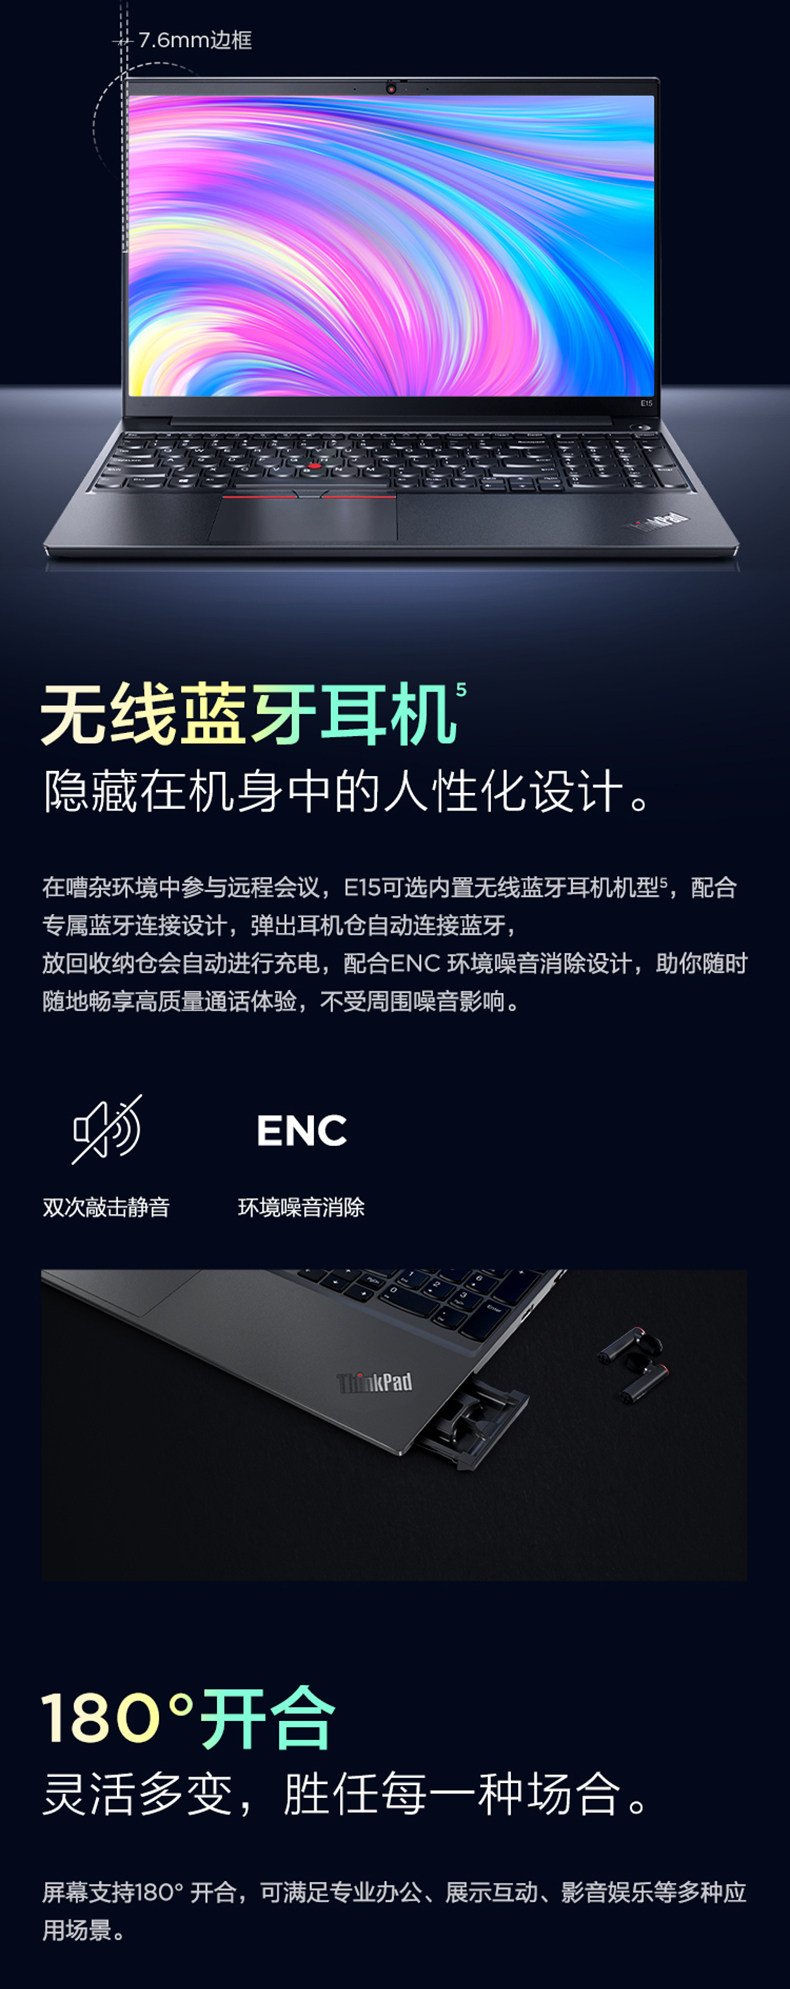 7.6mm边框
E15
ThinkPad
无线蓝牙耳机⁵
隐藏在机身中的人性化设计。
在嘈杂环境中参与远程会议，E15可选内置无线蓝牙耳机机型⁵，配合
专属蓝牙连接设计，弹出耳机仓自动连接蓝牙，
放回收纳仓会自动进行充电，配合ENC 环境噪音消除设计，助你随时
随地畅享高质量通话体验，不受周围噪音影响。
ENC
双次敲击静音 环境噪音消除
ThinkPad
180°开合
灵活多变，胜任每一种场合。
屏幕支持180° 开合，可满足专业办公、展示互动、影音娱乐等多种应
用场景。